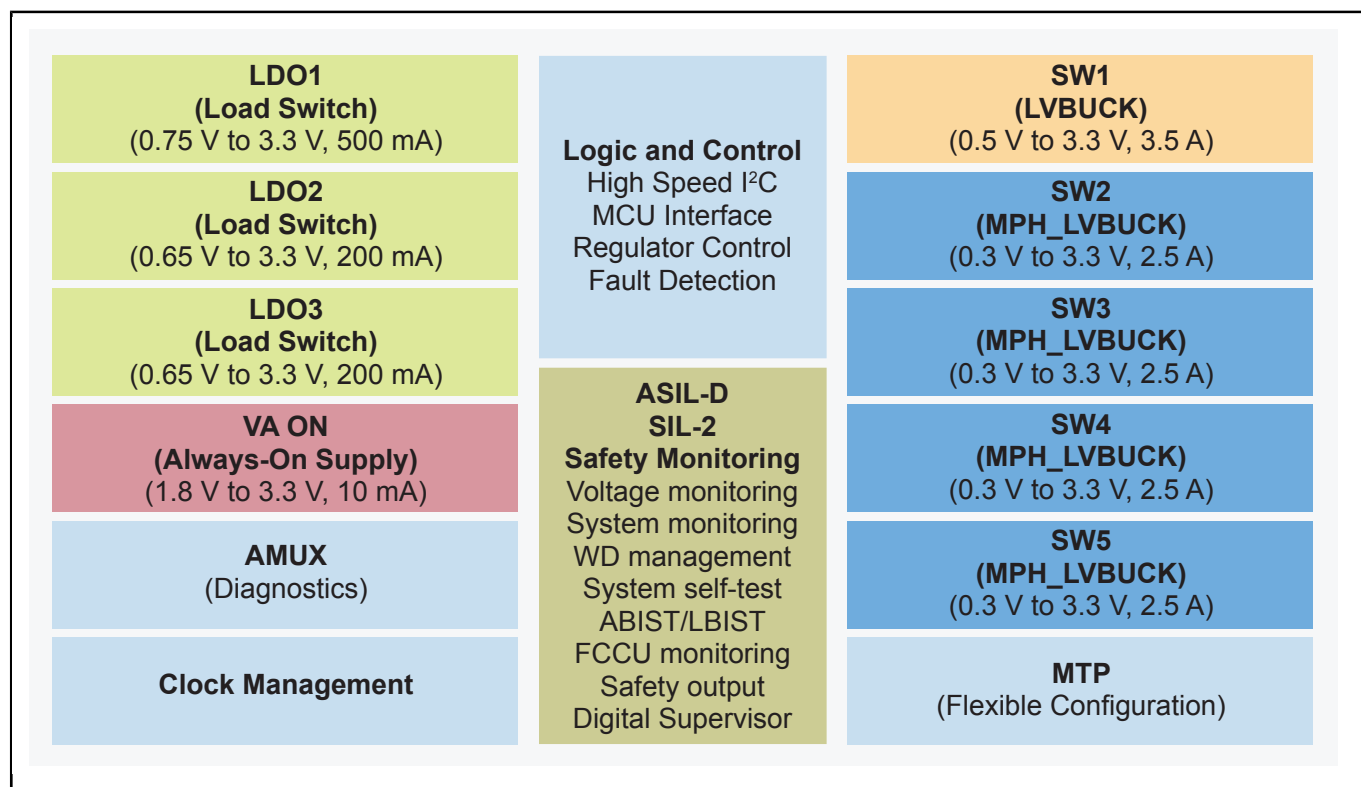 LDO1
(Load Switch)
(0.75 V to 3.3 V, 500 mA)
LDO2
(Load Switch)
(0.65 V to 3.3 V, 200 mA)
LDO3
(Load Switch)
(0.65 V to 3.3 V, 200 mA)
VA ON
(Always-On Supply)
(1.8 V to 3.3 V, 10 mA)
AMUX
(Diagnostics)
Clock Management
Logic and Control
High Speed I²C
MCU Interface
Regulator Control
Fault Detection
ASIL-D
SIL-2
Safety Monitoring
Voltage monitoring
System monitoring
WD management
System self-test
ABIST/LBIST
FCCU monitoring
Safety output
Digital Supervisor
SW1
(LVBUCK)
(0.5 V to 3.3 V, 3.5 A)
SW2
(MPH_LVBUCK)
(0.3 V to 3.3 V, 2.5 A)
SW3
(MPH_LVBUCK)
(0.3 V to 3.3 V, 2.5 A)
SW4
(MPH_LVBUCK)
(0.3 V to 3.3 V, 2.5 A)
SW5
(MPH_LVBUCK)
(0.3 V to 3.3 V, 2.5 A)
MTP
(Flexible Configuration)